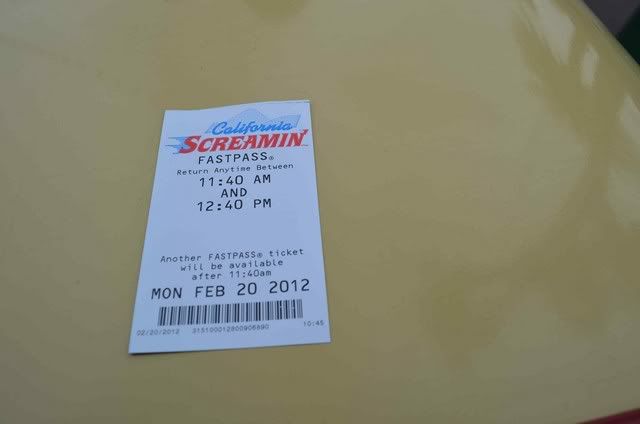 California
SCREAMIN'
FASTPASS®
Return Anytime Between
11:40 AM
AND
12:40 PM
Another FASTPASS® ticket
will be available
after 11:40am
MON FEB 20 2012
02/20/2012 315100012800906890 10:45